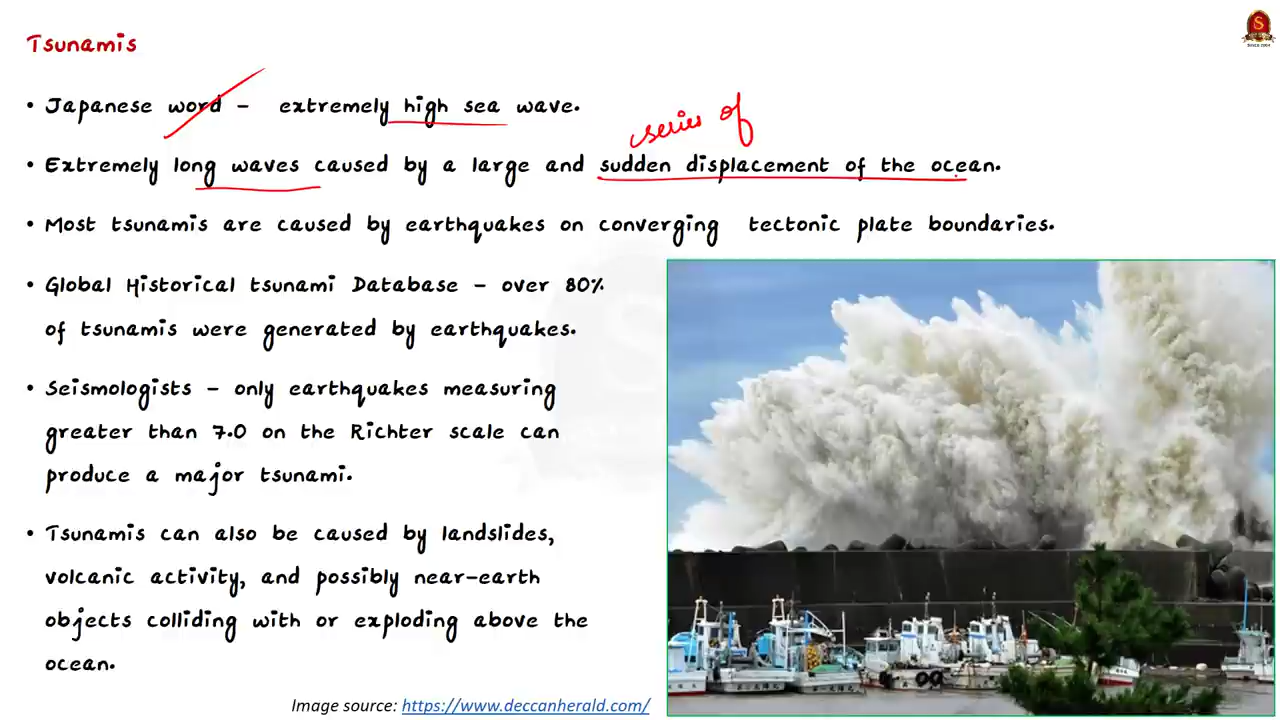 Tsunamis
• Japanese word – extremely high sea wave.
series of
• Extremely long waves caused by a large and sudden displacement of the ocean.
• Most tsunamis are caused by earthquakes on converging tectonic plate boundaries.
• Global Historical tsunami Database – over 80%
of tsunamis were generated by earthquakes.
• Seismologists – only earthquakes measuring
greater than 7.0 on the Richter scale can
produce a major tsunami.
• Tsunamis can also be caused by landslides,
volcanic activity, and possibly near-earth
objects colliding with or exploding above the
ocean.
Image source: https://www.deccanherald.com/